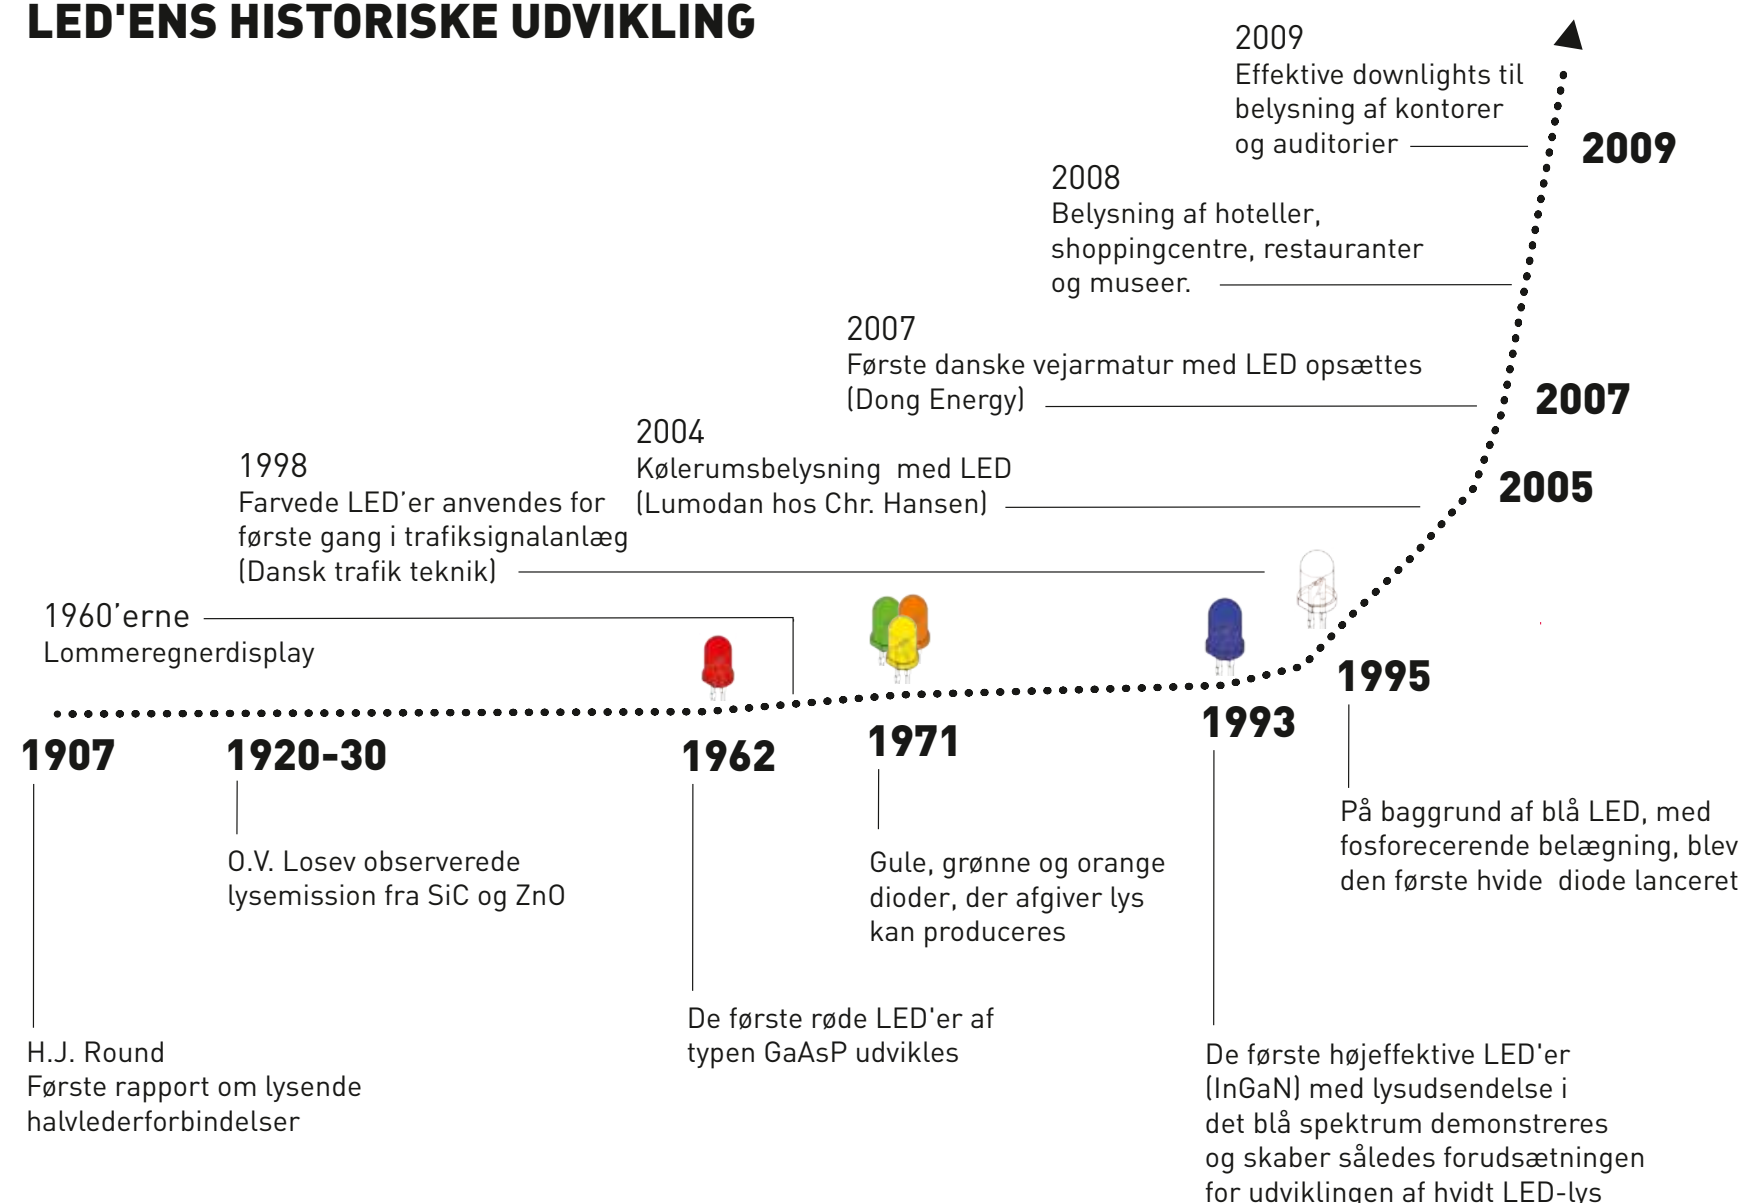 LED'ENS HISTORISKE UDVIKLING
2009
Effektive downlights til
belysning af kontorer
og auditorier
2009
2008
Belysning af hoteller,
shoppingcentre, restauranter
og museer.
2007
Første danske vejarmatur med LED opsættes
(Dong Energy)
2007
2004
Kølerumsbelysning  med LED
(Lumodan hos Chr. Hansen)
2005
1998
Farvede LED’er anvendes for
første gang i trafiksignalanlæg
(Dansk trafik teknik)
1960’erne
Lommeregnerdisplay
1907
H.J. Round
Første rapport om lysende
halvlederforbindelser
1920-30
O.V. Losev observerede
lysemission fra SiC og ZnO
1962
De første røde LED'er af
typen GaAsP udvikles
1971
Gule, grønne og orange
dioder, der afgiver lys
kan produceres
1993
De første højeffektive LED'er
(InGaN) med lysudsendelse i
det blå spektrum demonstreres
og skaber således forudsætningen
for udviklingen af hvidt LED-lys
1995
På baggrund af blå LED, med
fosforecerende belægning, blev
den første hvide  diode lanceret